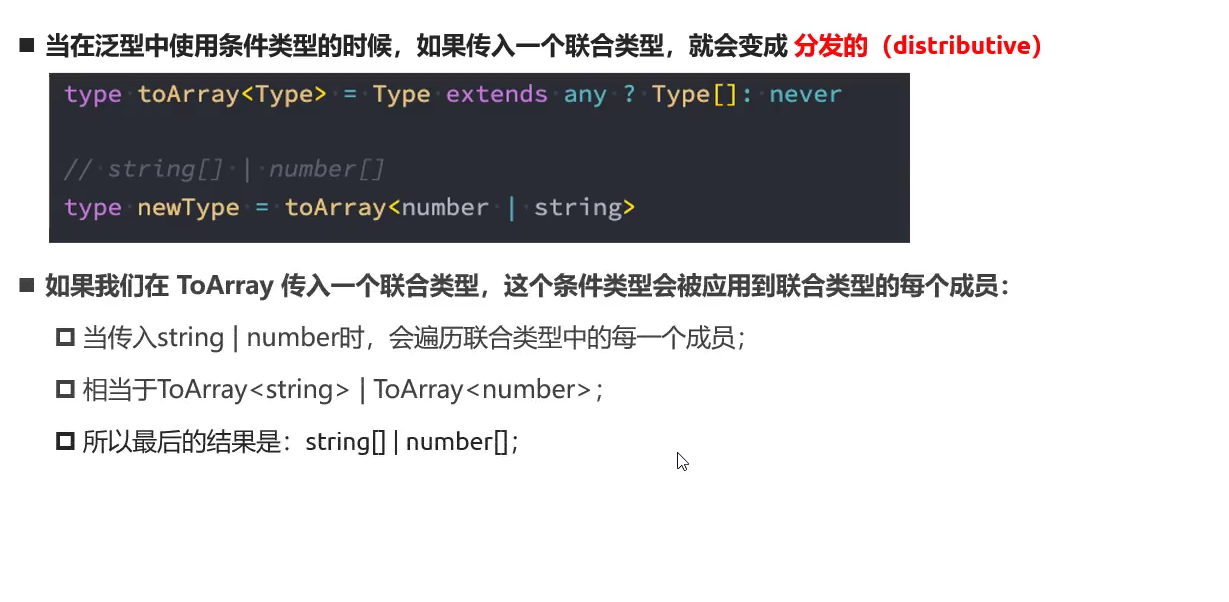 当在泛型中使用条件类型的时候，如果传入一个联合类型，就会变成 分发的（distributive）
type toArray<Type> = Type extends any ? Type[]: never
// string[] | number[]
type newType = toArray<number | string>
如果我们在 ToArray 传入一个联合类型，这个条件类型会被应用到联合类型的每个成员：
当传入string | number时，会遍历联合类型中的每一个成员；
相当于ToArray<string> | ToArray<number>；
所以最后的结果是：string[] | number[]；